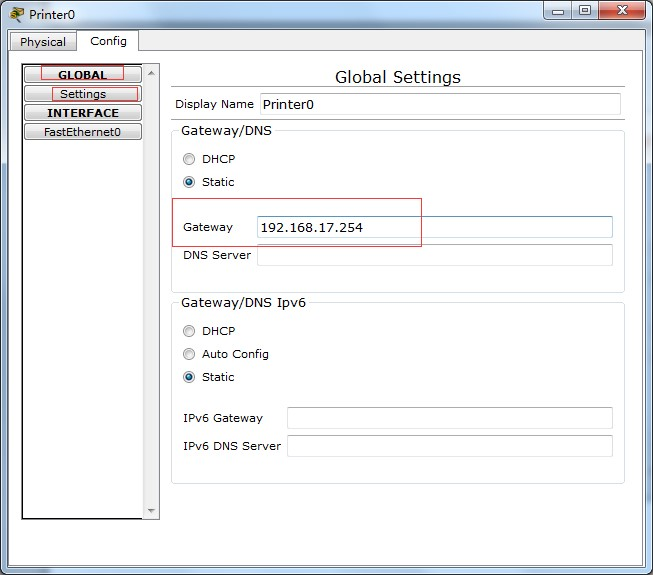 Printer0
Physical Config
GLOBAL
Settings
INTERFACE
FastEthernet0
Global Settings
Display Name Printer0
Gateway/DNS
DHCP
Static
Gateway 192.168.17.254
DNS Server
Gateway/DNS Ipv6
DHCP
Auto Config
Static
IPv6 Gateway
IPv6 DNS Server